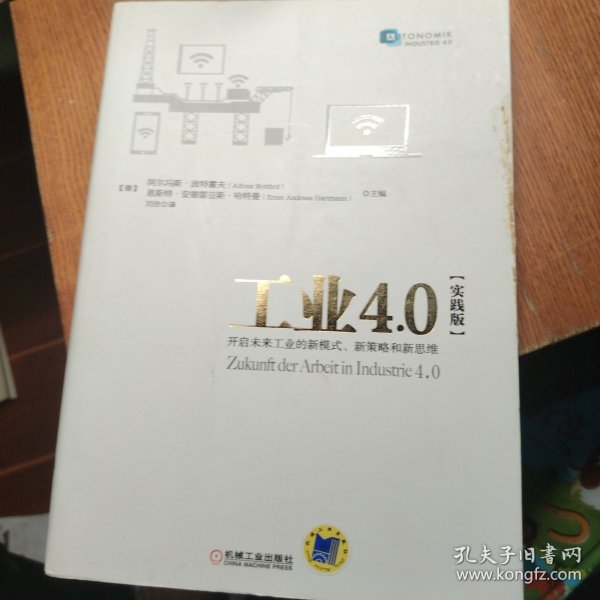 AUTONOMIK
INDUSTRIE 4.0
【德】
阿尔冯斯·波特霍夫（Alfons Botthof）
恩斯特·安德雷亚斯·哈特曼（Ernst Andreas Hartmann）
◎主编
刘欣◎译
工业4.0
【实践版】
开启未来工业的新模式、新策略和新思维
Zukunft der Arbeit in Industrie 4.0
机械工业出版社
CHINA MACHINE PRESS
孔夫子旧书网
www.kongfz.com